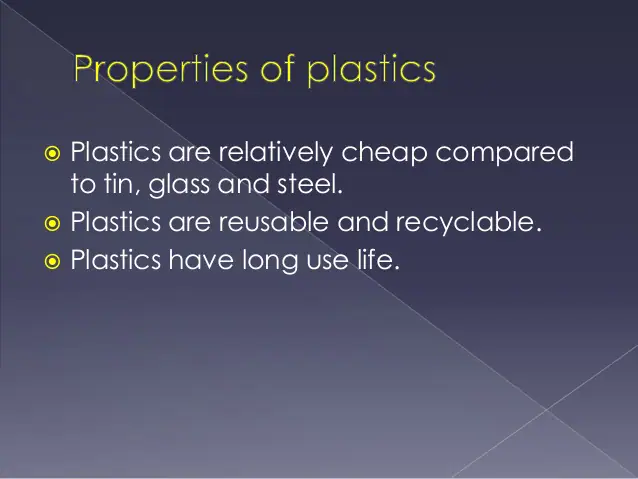 Properties of plastics
Plastics are relatively cheap compared
to tin, glass and steel.
Plastics are reusable and recyclable.
Plastics have long use life.